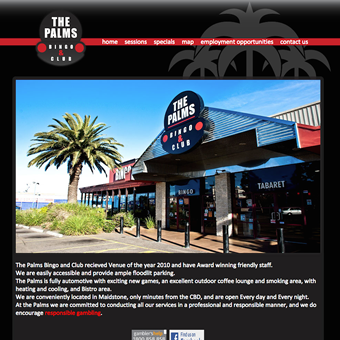 THE
PALMS
BINGO
&
CLUB
home sessions specials map employment opportunities contact us
THE
PALMS
BINGO
&
CLUB
BINGO
BINGO
TABARET
The Palms Bingo and Club recieved Venue of the year 2010 and have Award winning friendly staff.
We are easily accessible and provide ample floodlit parking.
The Palms is fully automotive with exciting new games, an excellent outdoor coffee lounge and smoking area, with
heating and cooling, and Bistro area.
We are conveniently located in Maidstone, only minutes from the CBD, and are open Every day and Every night.
At the Palms we are committed to conducting all our services in a professional and responsible manner, and we do
encourage responsible gambling.
gambler's
help
Find us on
Facebook